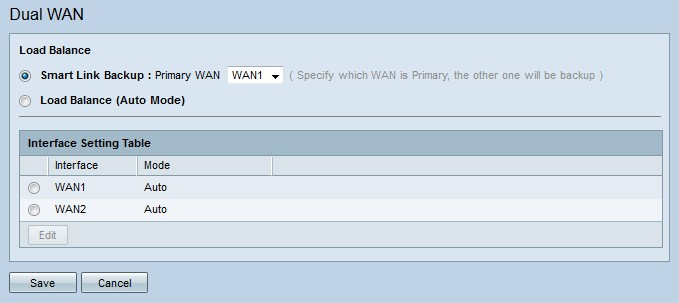 Dual WAN
Load Balance
Smart Link Backup : Primary WAN WAN1 ( Specify which WAN is Primary, the other one will be backup )
Load Balance (Auto Mode)
Interface Setting Table
Interface Mode
WAN1 Auto
WAN2 Auto
Edit
Save Cancel